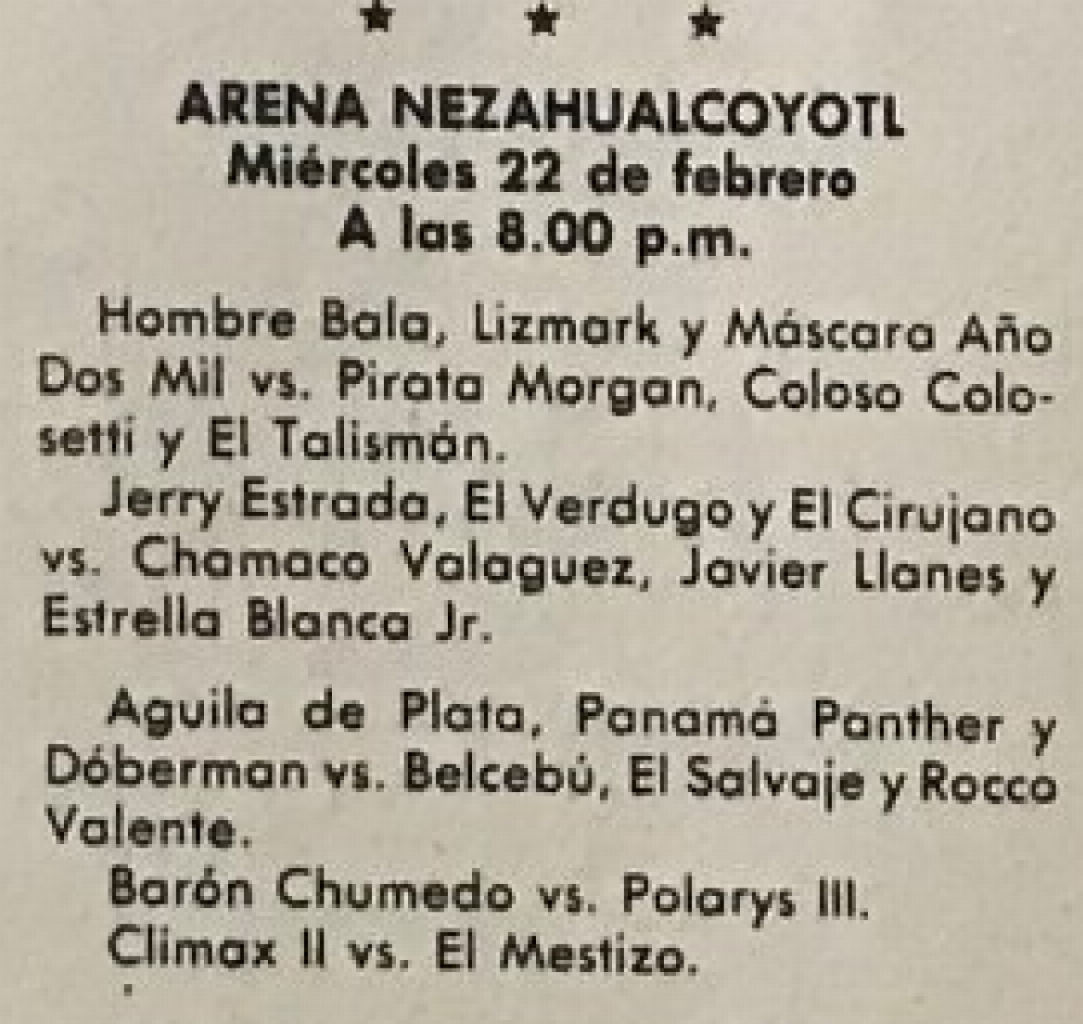 ARENA NEZAHUALCOYOTL
Miércoles 22 de febrero
A las 8.00 p.m.
Hombre Bala, Lizmark y Máscara Año
Dos Mil vs. Pirata Morgan, Coloso Colo-
setti y El Talismán.
Jerry Estrada, El Verdugo y El Cirujano
vs. Chamaco Valaguez, Javier Llanes y
Estrella Blanca Jr.
Aguila de Plata, Panamá Panther y
Dóberman vs. Belcebú, El Salvaje y Rocco
Valente.
Barón Chumedo vs. Polarys III.
Climax II vs. El Mestizo.